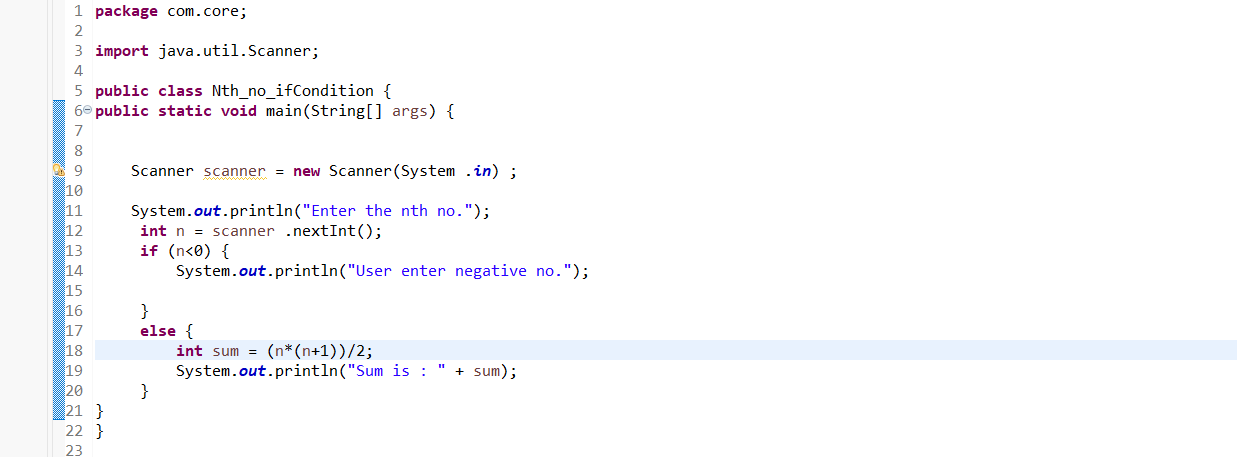 1 package com.core;
2
3 import java.util.Scanner;
4
5 public class Nth_no_ifCondition {
6 public static void main(String[] args) {
7
8
9     Scanner scanner = new Scanner(System .in) ;
10
11     System.out.println("Enter the nth no.");
12      int n = scanner .nextInt();
13      if (n<0) {
14          System.out.println("User enter negative no.");
15
16      }
17      else {
18          int sum = (n*(n+1))/2;
19          System.out.println("Sum is : " + sum);
20      }
21 }
22 }
23